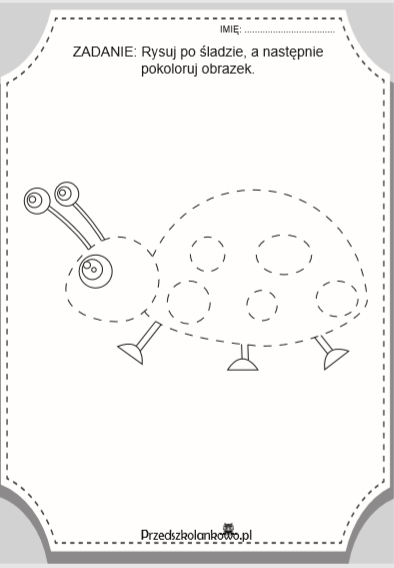 IMIĘ: ....................................
ZADANIE: Rysuj po śladzie, a następnie
pokoloruj obrazek.
Przedszkolankowo.pl